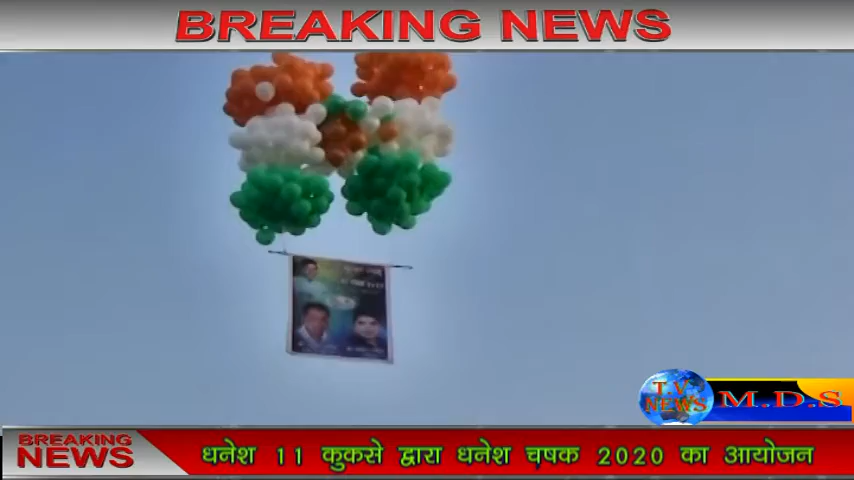 BREAKING NEWS
T.V
NEWS
M.D.S
BREAKING
NEWS
धनेश 11 कुकसे द्वारा धनेश चषक 2020 का आयोजन